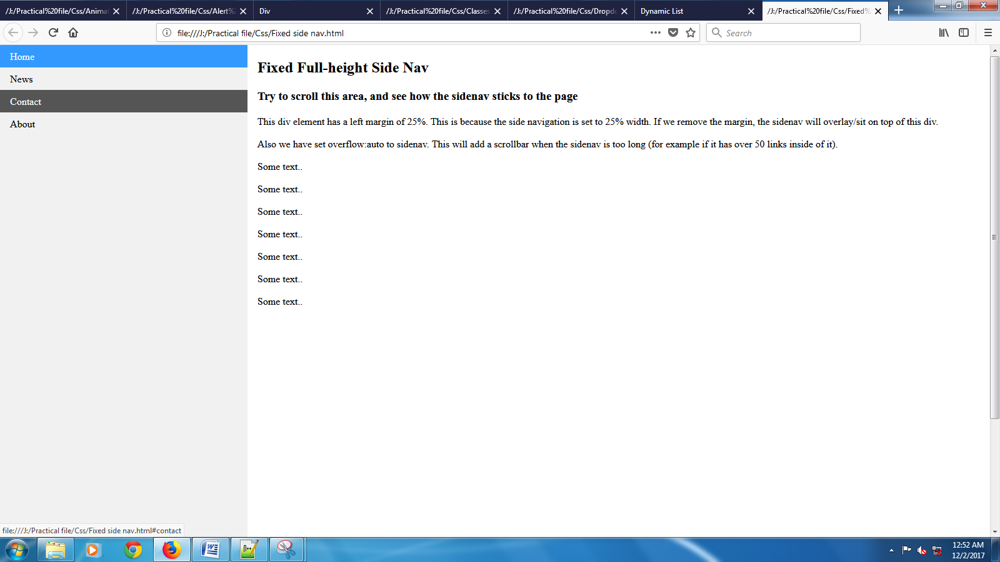 /J:/Practical%20file/Css/Animat
/J:/Practical%20file/Css/Alert%2
Div
/J:/Practical%20file/Css/Classes
/J:/Practical%20file/Css/Dropdo
Dynamic List
/J:/Practical%20file/Css/Fixed%
file:///J:/Practical file/Css/Fixed side nav.html
Search
Home
News
Contact
About
Fixed Full-height Side Nav
Try to scroll this area, and see how the sidenav sticks to the page
This div element has a left margin of 25%. This is because the side navigation is set to 25% width. If we remove the margin, the sidenav will overlay/sit on top of this div.
Also we have set overflow:auto to sidenav. This will add a scrollbar when the sidenav is too long (for example if it has over 50 links inside of it).
Some text..
Some text..
Some text..
Some text..
Some text..
Some text..
Some text..
file:///J:/Practical file/Css/Fixed side nav.html#contact
12:52 AM
12/2/2017